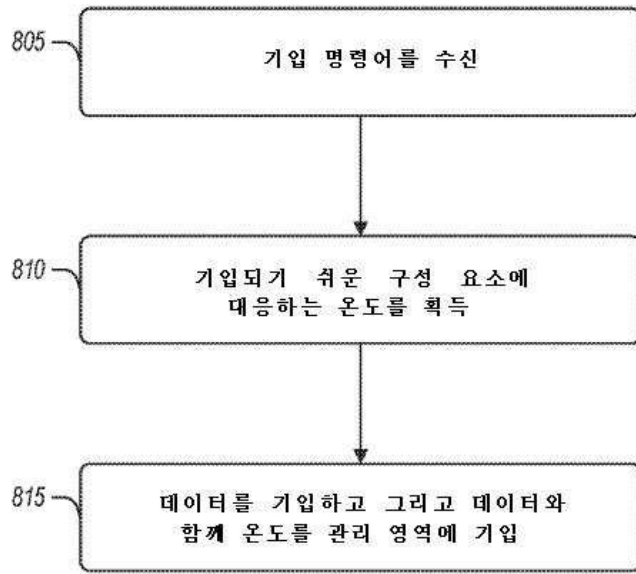 805
기입 명령어를 수신
810
기입되기 쉬운 구성 요소에
대응하는 온도를 획득
815
데이터를 기입하고 그리고 데이터와
함께 온도를 관리 영역에 기입